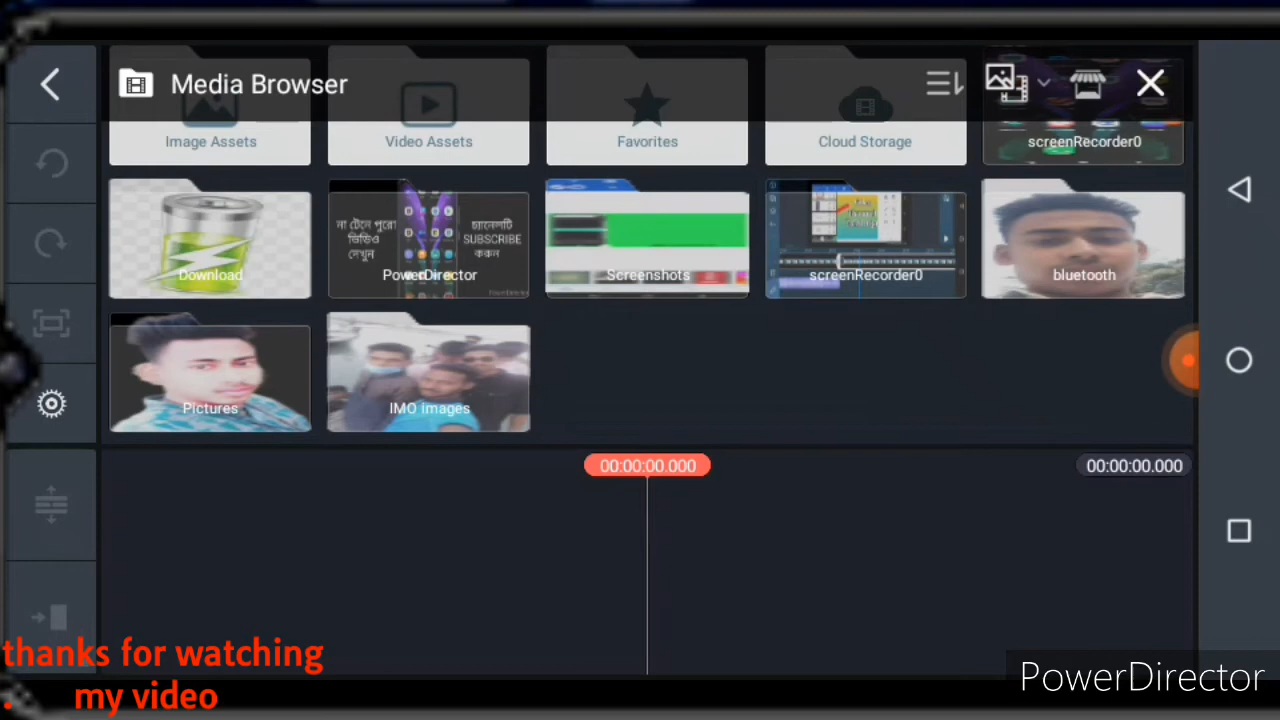 Media Browser
Image Assets
Video Assets
Favorites
Cloud Storage
screenRecorder0
Download
না টেনে পুরো
ভিডিও
দেখুন
চ্যানেলটি
SUBSCRIBE
করুন
PowerDirector
Screenshots
screenRecorder0
bluetooth
Pictures
IMO images
00:00:00.000
00:00:00.000
thanks for watching
. my video
PowerDirector